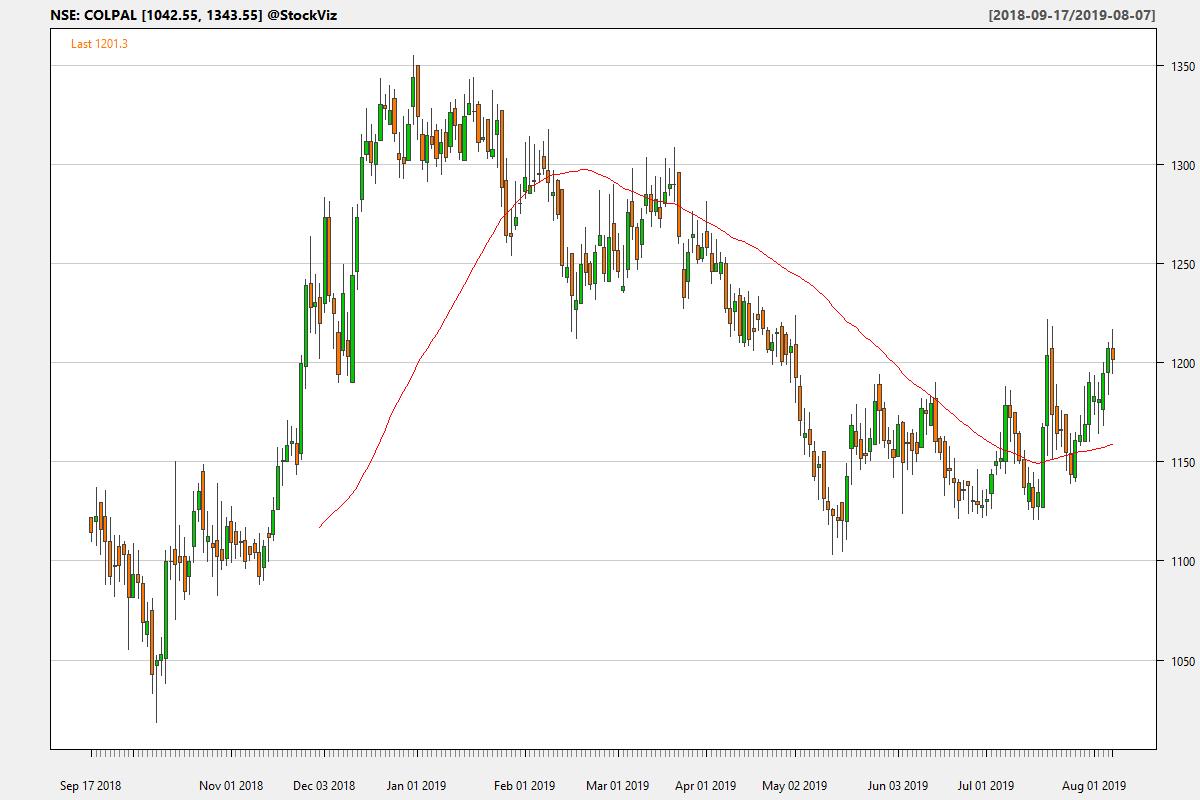 NSE: COLPAL [1042.55, 1343.55] @StockViz
[2018-09-17/2019-08-07]
Last 1201.3
1350
1300
1250
1200
1150
1100
1050
Sep 17 2018 Nov 01 2018 Dec 03 2018 Jan 01 2019 Feb 01 2019 Mar 01 2019 Apr 01 2019 May 02 2019 Jun 03 2019 Jul 01 2019 Aug 01 2019